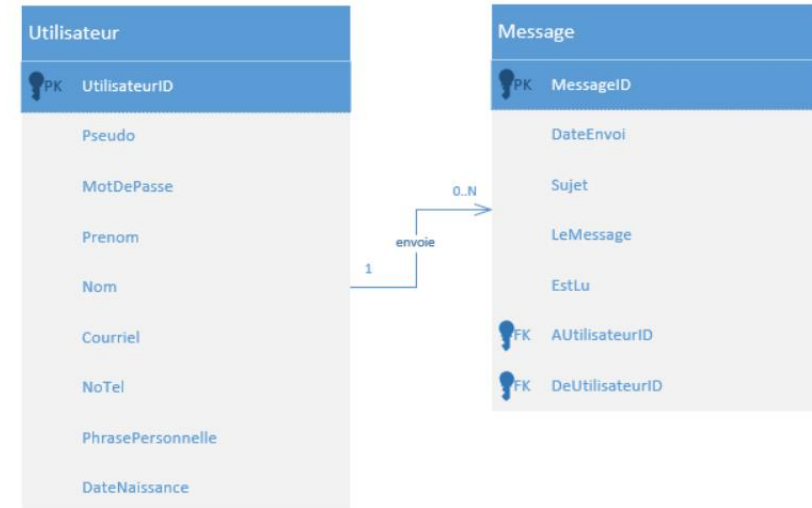 Utilisateur
PK UtilisateurID
Pseudo
MotDePasse
Prenom
Nom
Courriel
NoTel
PhrasePersonnelle
DateNaissance
1
envoie
0..N
Message
PK MessageID
DateEnvoi
Sujet
LeMessage
EstLu
FK AUtilisateurID
FK DeUtilisateurID